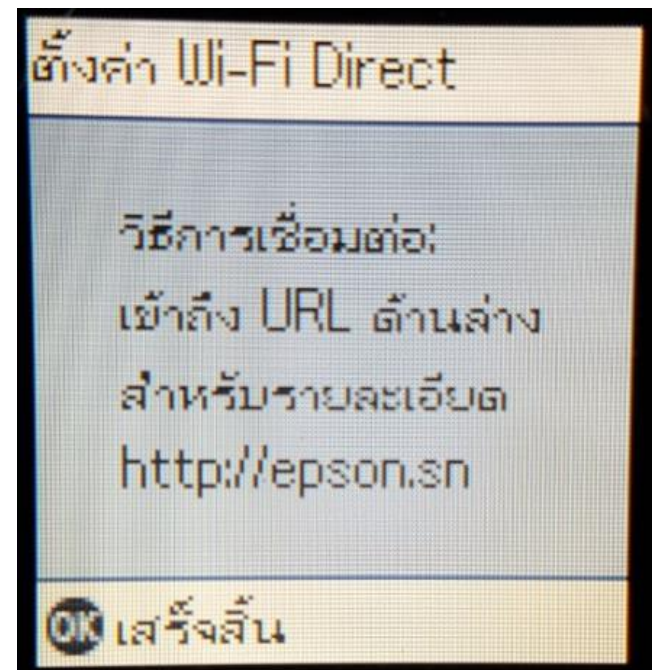 ตั้งค่า Wi-Fi Direct
วิธีการเชื่อมต่อ:
เข้าถึง URL ด้านล่าง
สำหรับรายละเอียด
http://epson.sn
OK เสร็จสิ้น